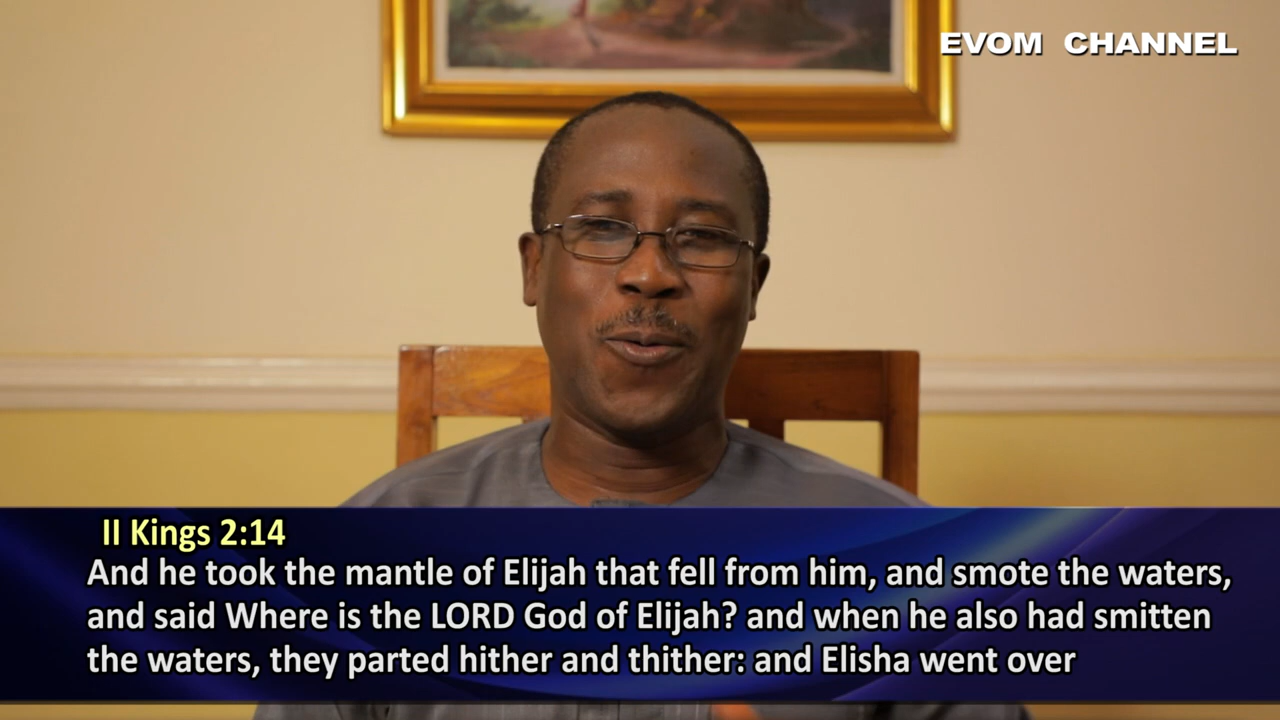 EVOM CHANNEL
II Kings 2:14
And he took the mantle of Elijah that fell from him, and smote the waters,
and said Where is the LORD God of Elijah? and when he also had smitten
the waters, they parted hither and thither: and Elisha went over